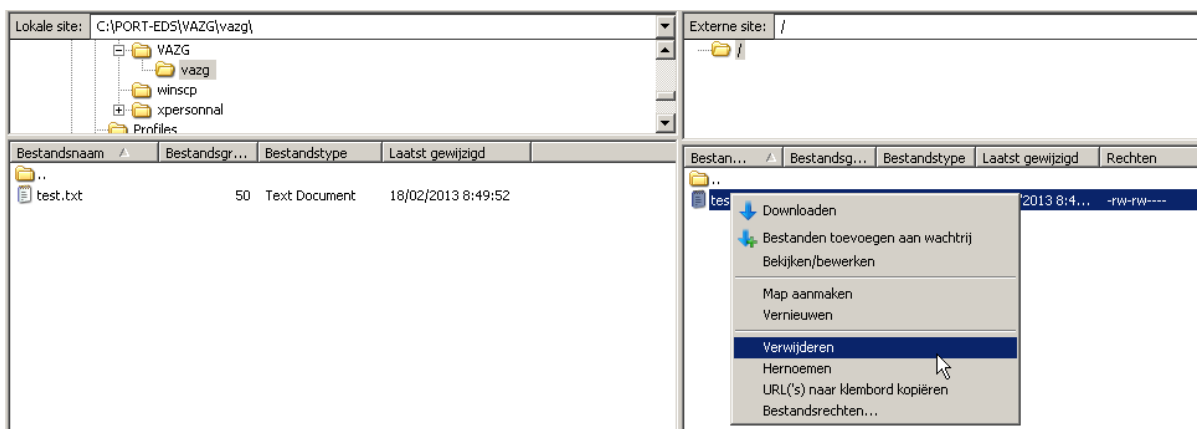 Lokale site: C:\PORT-EDS\VAZG\vazg\
VAZG
vazg
winscp
xpersonnal
Profiles
Bestandsnaam Bestandsgr... Bestandstype Laatst gewijzigd
..
test.txt 50 Text Document 18/02/2013 8:49:52
Externe site: /
/
Bestan... Bestandsg... Bestandstype Laatst gewijzigd Rechten
..
tes /2013 8:4... -rw-rw----
Downloaden
Bestanden toevoegen aan wachtrij
Bekijken/bewerken
Map aanmaken
Vernieuwen
Verwijderen
Hernoemen
URL('s) naar klembord kopiëren
Bestandsrechten...